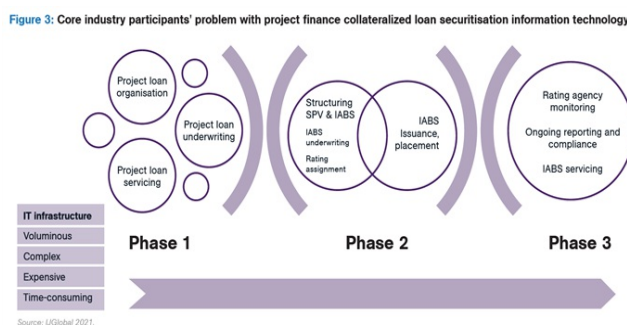 Figure 3: Core industry participants' problem with project finance collateralized loan securitisation information technology
Project loan
organisation
Project loan
underwriting
Project loan
servicing
Structuring
SPV & IABS
IABS
underwriting
Rating
assignment
IABS
Issuance,
placement
Rating agency
monitoring
Ongoing reporting and
compliance
IABS servicing
IT infrastructure
Voluminous
Complex
Expensive
Time-consuming
Phase 1
Phase 2
Phase 3
Source: UGlobal 2021.